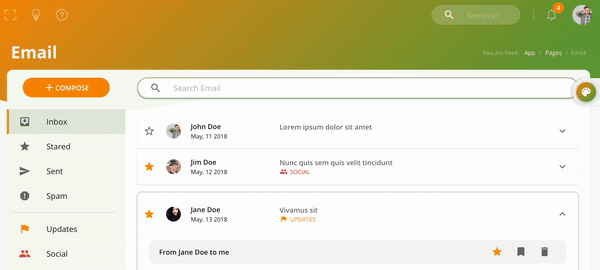 Search Ur
4
Email
You are here: App / Pages / Email
+ COMPOSE
Search Email
Inbox
Stared
Sent
Spam
Updates
Social
John Doe
May, 11 2018
Lorem ipsum dolor sit amet
Jim Doe
May, 12 2018
Nunc quis sem quis velit tincidunt
SOCIAL
Jane Doe
May, 13 2018
Vivamus sit
UPDATES
From Jane Doe to me